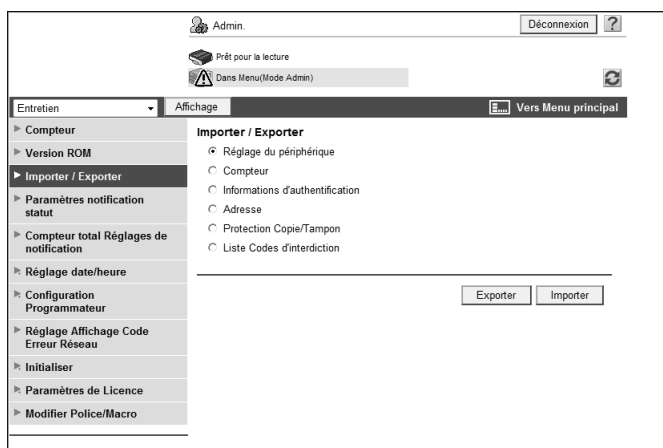 Admin.
Déconnexion
?
Prêt pour la lecture
Dans Menu(Mode Admin)
Entretien
Affichage
Vers Menu principal
Compteur
Version ROM
Importer / Exporter
Paramètres notification
statut
Compteur total Réglages de
notification
Réglage date/heure
Configuration
Programmateur
Réglage Affichage Code
Erreur Réseau
Initialiser
Paramètres de Licence
Modifier Police/Macro
Importer / Exporter
Réglage du périphérique
Compteur
Informations d'authentification
Adresse
Protection Copie/Tampon
Liste Codes d'interdiction
Exporter
Importer